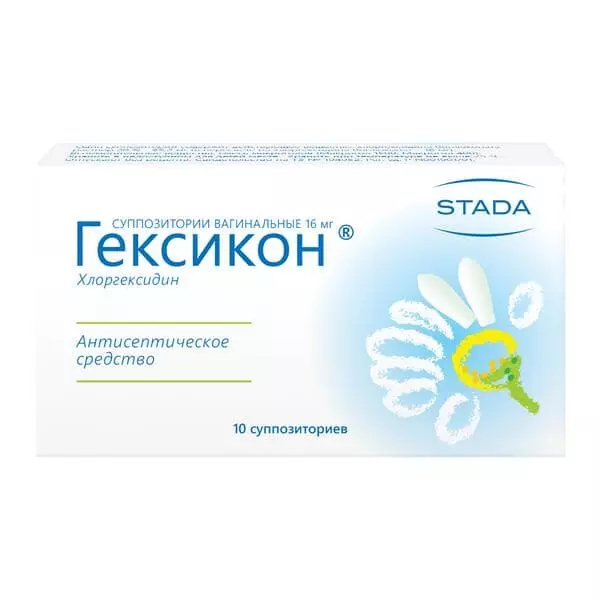 СУППОЗИТОРИИ ВАГИНАЛЬНЫЕ 16 мг
Гексикон®
Хлоргексидин
STADA
Антисептическое
средство
10 суппозиториев